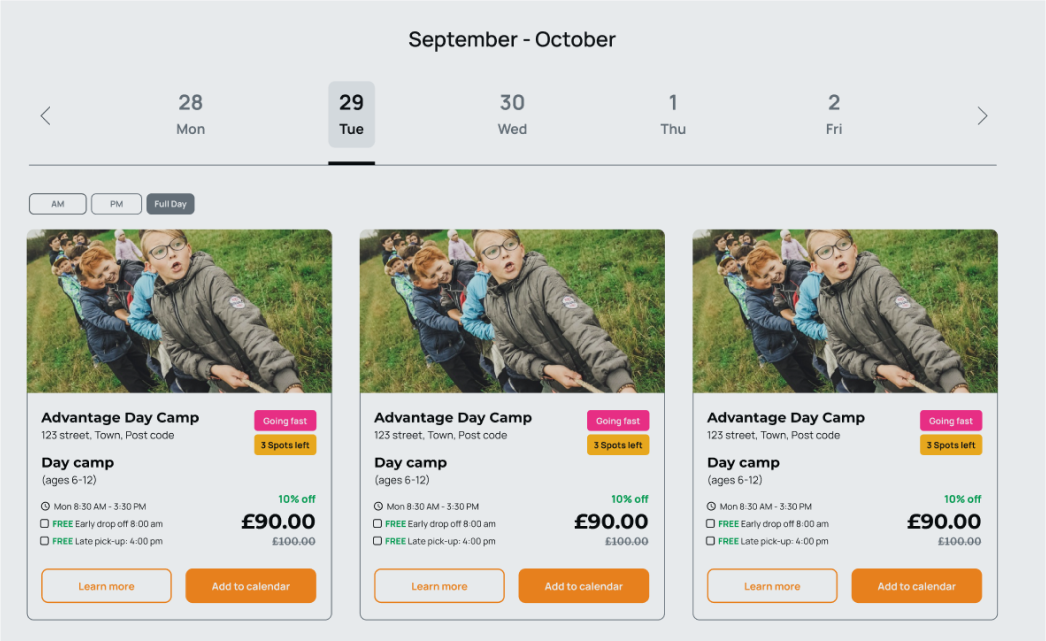 September - October
28 29 30 1 2
Mon Tue Wed Thu Fri
AM PM Full Day
Advantage Day Camp
Going fast
123 street, Town, Post code
3 Spots left
Day camp
(ages 6-12)
10% off
Mon 8:30 AM - 3:30 PM
£90.00
FREE Early drop off 8:00 am
FREE Late pick-up: 4:00 pm
£100.00
Learn more
Add to calendar
Advantage Day Camp
Going fast
123 street, Town, Post code
3 Spots left
Day camp
(ages 6-12)
10% off
Mon 8:30 AM - 3:30 PM
£90.00
FREE Early drop off 8:00 am
FREE Late pick-up: 4:00 pm
£100.00
Learn more
Add to calendar
Advantage Day Camp
Going fast
123 street, Town, Post code
3 Spots left
Day camp
(ages 6-12)
10% off
Mon 8:30 AM - 3:30 PM
£90.00
FREE Early drop off 8:00 am
FREE Late pick-up: 4:00 pm
£100.00
Learn more
Add to calendar